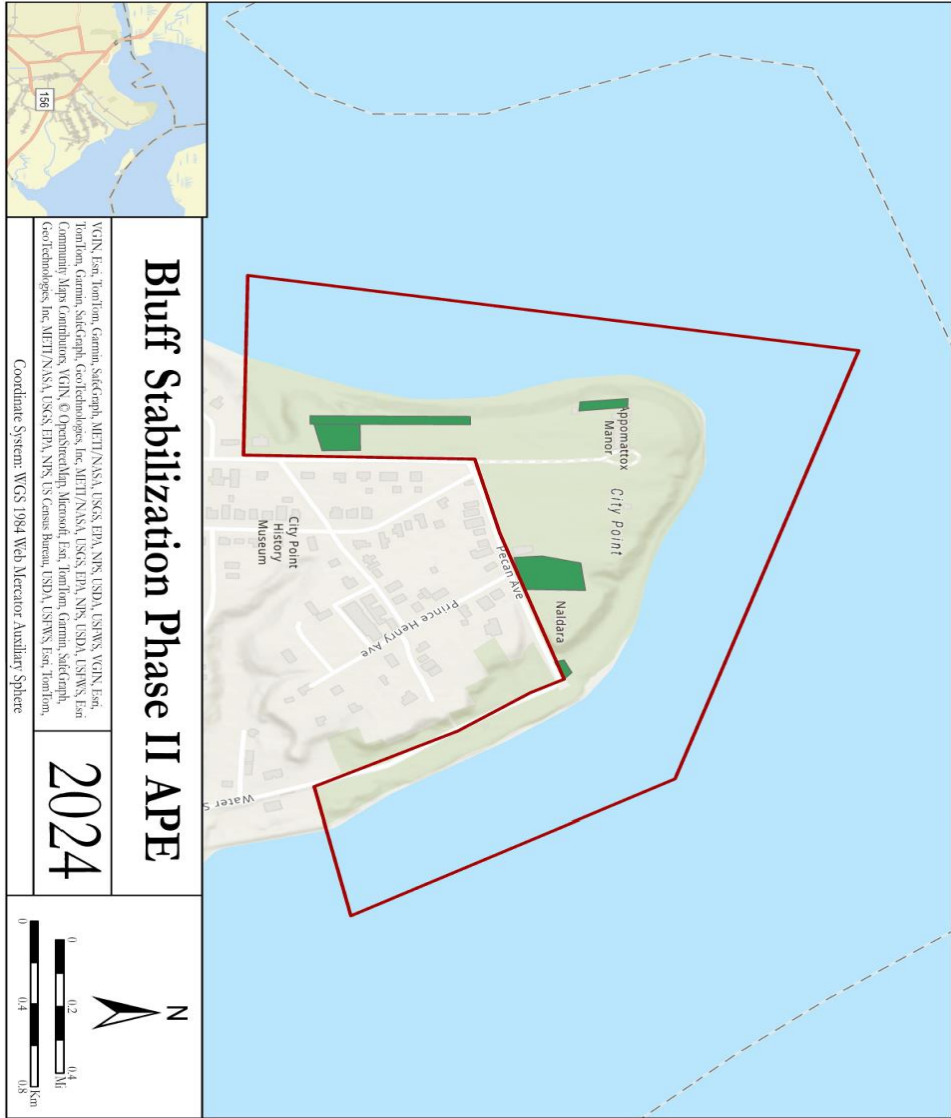 Bluff Stabilization Phase II APE
2024
VGIN, Esri, TomTom, Garmin, SafeGraph, METI/NASA, USGS, EPA, NPS, USDA, USFWS, VGIN, Esri,
TomTom, Garmin, SafeGraph, GeoTechnologies, Inc, METI/NASA, USGS, EPA, NPS, USDA, USFWS, Esri
Community Maps Contributors, VGIN, © OpenStreetMap, Microsoft, Esri, TomTom, Garmin, SafeGraph,
GeoTechnologies, Inc, METI/NASA, USGS, EPA, NPS, US Census Bureau, USDA, USFWS, Esri, TomTom,
Coordinate System: WGS 1984 Web Mercator Auxiliary Sphere
156
Appomattox
Manor
City Point
Naldara
Pecan Ave
Prince Henry Ave
City Point
History
Museum
Water S
N
0 0.2 0.4
Mi
Km
0 0.4 0.8